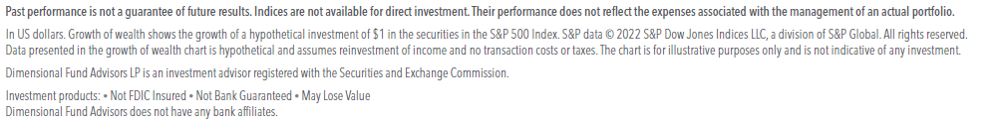 Past performance is not a guarantee of future results. Indices are not available for direct investment. Their performance does not reflect the expenses associated with the management of an actual portfolio.
In US dollars. Growth of wealth shows the growth of a hypothetical investment of $1 in the securities in the S&P 500 Index. S&P data © 2022 S&P Dow Jones Indices LLC, a division of S&P Global. All rights reserved.
Data presented in the growth of wealth chart is hypothetical and assumes reinvestment of income and no transaction costs or taxes. The chart is for illustrative purposes only and is not indicative of any investment.
Dimensional Fund Advisors LP is an investment advisor registered with the Securities and Exchange Commission.
Investment products: • Not FDIC Insured • Not Bank Guaranteed • May Lose Value
Dimensional Fund Advisors does not have any bank affiliates.